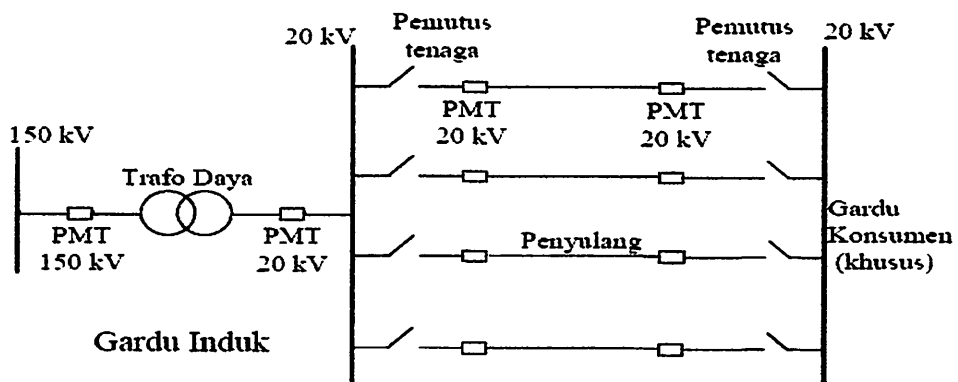 20 kV
Pemutus
tenaga
Pemutus
tenaga
20 kV
PMT
20 kV
PMT
20 kV
150 kV
Trafo Daya
PMT
150 kV
PMT
20 kV
Penyulang
Gardu
Konsumen
(khusus)
Gardu Induk